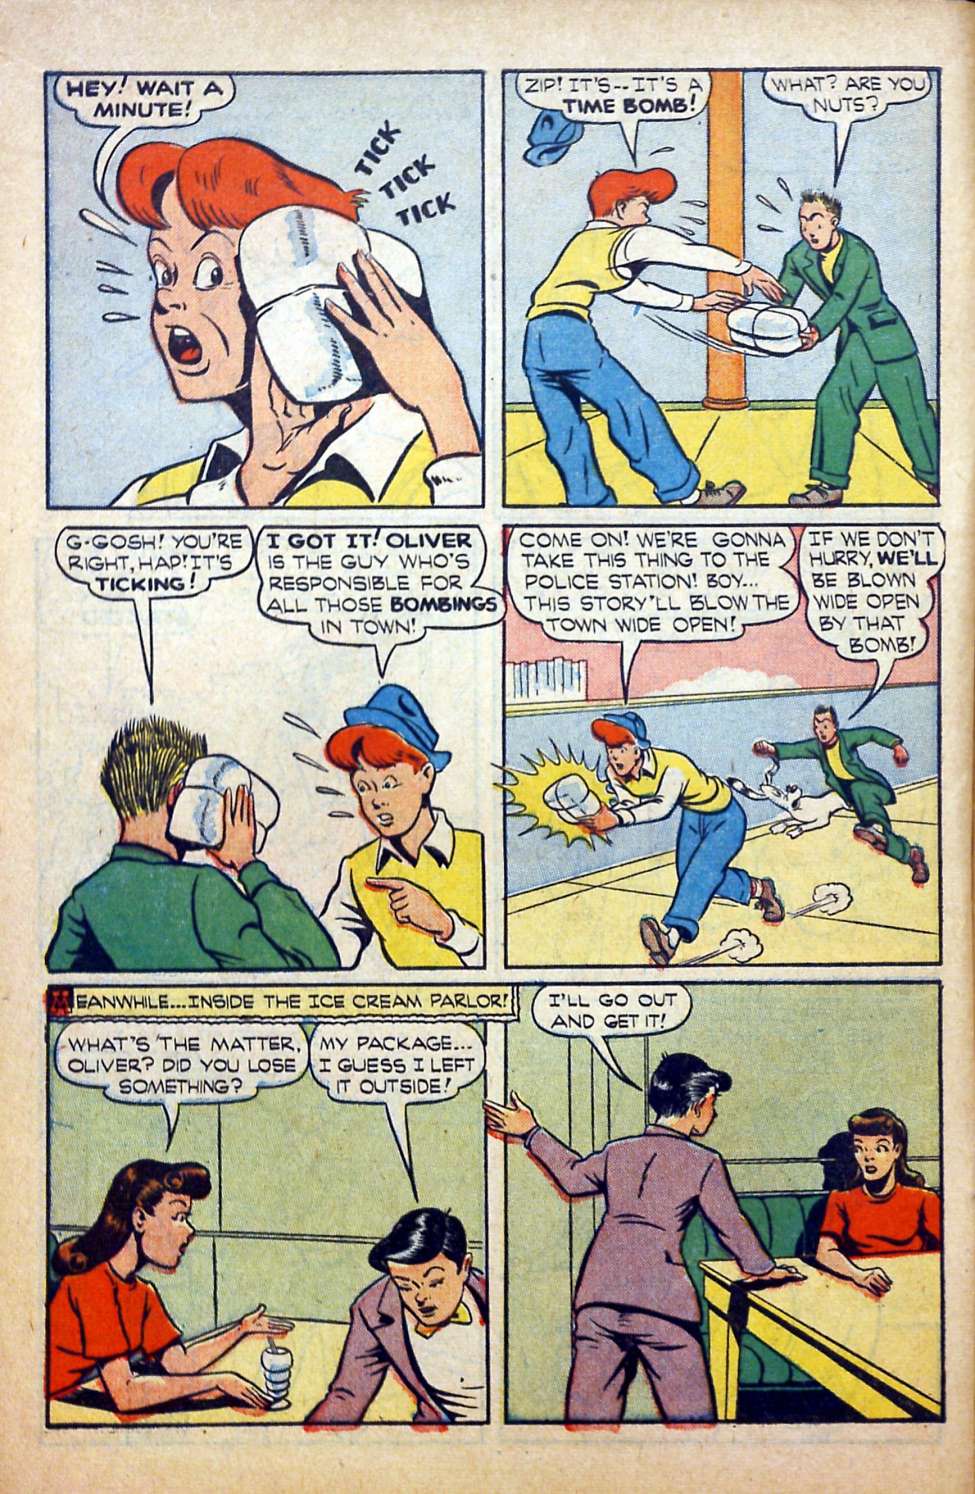 HEY! WAIT A
MINUTE!
TICK
TICK
TICK
ZIP! IT'S-- IT'S A
TIME BOMB!
WHAT? ARE YOU
NUTS?
G-GOSH! YOU'RE
RIGHT, HAP! IT'S
TICKING!
I GOT IT! OLIVER
IS THE GUY WHO'S
RESPONSIBLE FOR
ALL THOSE BOMBINGS
IN TOWN!
COME ON! WE'RE GONNA
TAKE THIS THING TO THE
POLICE STATION! BOY...
THIS STORY'LL BLOW THE
TOWN WIDE OPEN!
IF WE DON'T
HURRY, WE'LL
BE BLOWN
WIDE OPEN
BY THAT
BOMB!
MEANWHILE...INSIDE THE ICE CREAM PARLOR!
WHAT'S THE MATTER,
OLIVER? DID YOU LOSE
SOMETHING?
MY PACKAGE...
I GUESS I LEFT
IT OUTSIDE!
I'LL GO OUT
AND GET IT!